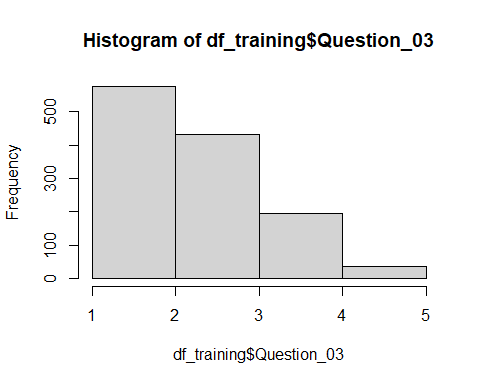 Histogram of df_training$Question_03
Frequency
500
300
100
0
1 2 3 4 5
df_training$Question_03